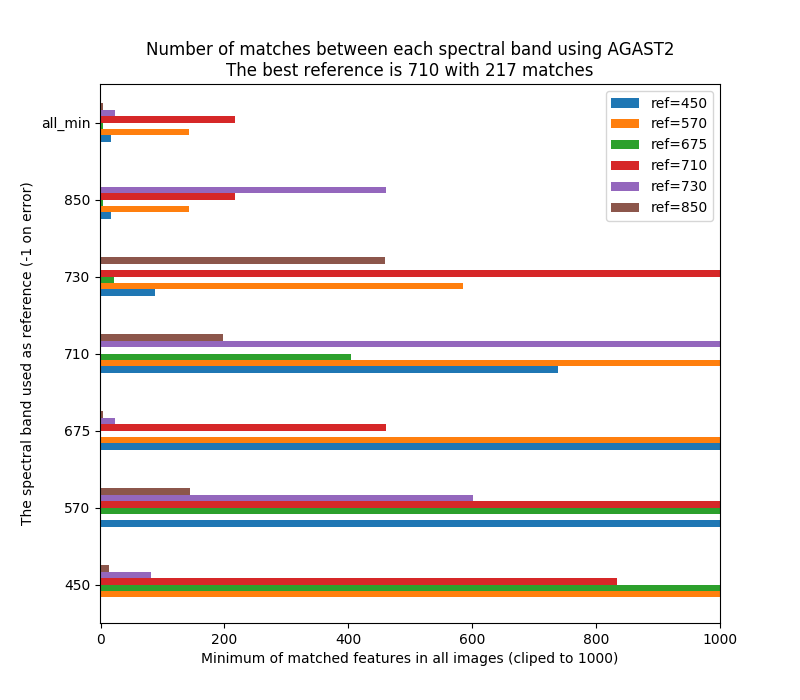 Number of matches between each spectral band using AGAST2
The best reference is 710 with 217 matches
ref=450
ref=570
ref=675
ref=710
ref=730
ref=850
The spectral band used as reference (-1 on error)
all_min
850
730
710
675
570
450
0 200 400 600 800 1000
Minimum of matched features in all images (cliped to 1000)